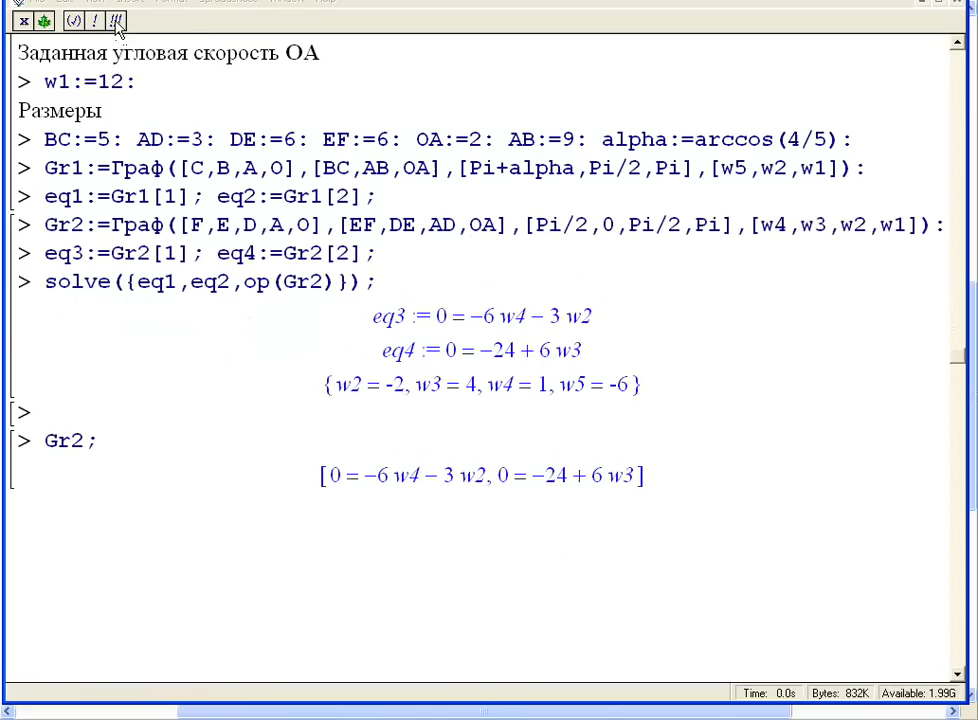 x (√) ! !!!
Заданная угловая скорость OA
> w1:=12:
Размеры
> BC:=5: AD:=3: DE:=6: EF:=6: OA:=2: AB:=9: alpha:=arccos(4/5):
> Gr1:=Граф([C,B,A,O],[BC,AB,OA],[Pi+alpha,Pi/2,Pi],[w5,w2,w1]):
> eq1:=Gr1[1]; eq2:=Gr1[2];
> Gr2:=Граф([F,E,D,A,O],[EF,DE,AD,OA],[Pi/2,0,Pi/2,Pi],[w4,w3,w2,w1]):
> eq3:=Gr2[1]; eq4:=Gr2[2];
> solve({eq1,eq2,op(Gr2)});
eq3 := 0 = −6 w4 − 3 w2
eq4 := 0 = −24 + 6 w3
{ w2 = -2, w3 = 4, w4 = 1, w5 = -6 }
>
> Gr2;
[ 0 = −6 w4 − 3 w2, 0 = −24 + 6 w3 ]
Time: 0.0s Bytes: 832K Available: 1.99G